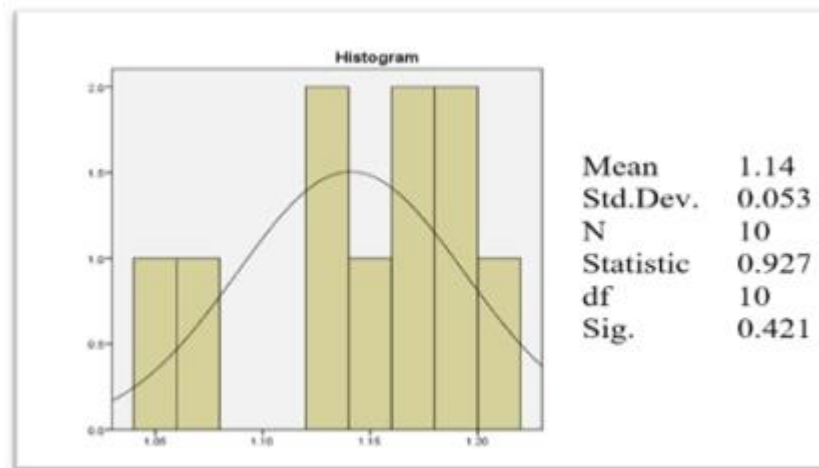 Histogram
2.0
1.5
1.0
0.5
0.0
1.05 1.10 1.15 1.20
Mean 1.14
Std.Dev. 0.053
N 10
Statistic 0.927
df 10
Sig. 0.421